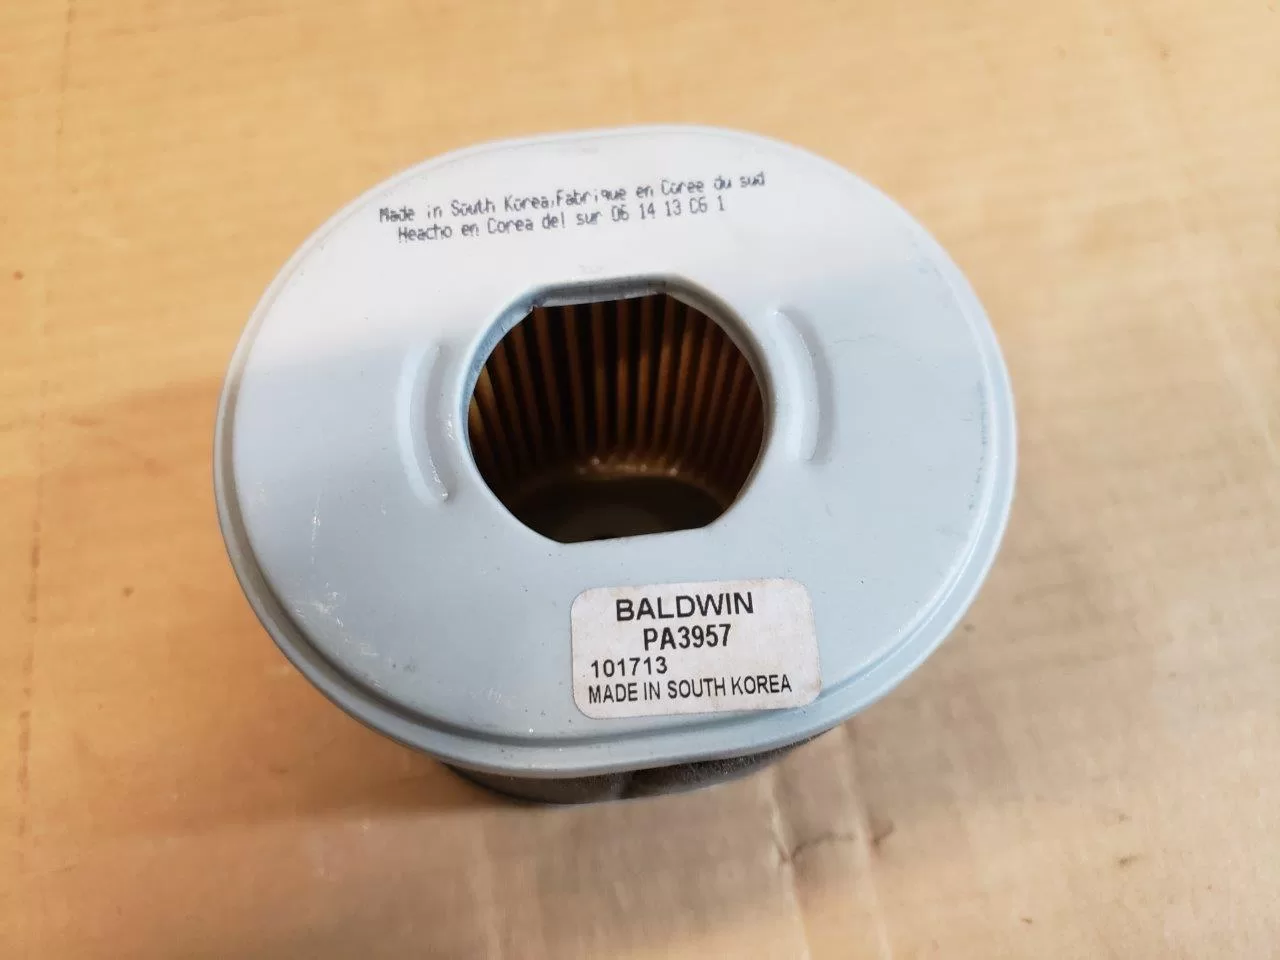 Made in South Korea,Fabrique en Coree du sud
Heacho en Corea del sur 06 14 13 C6 1
BALDWIN
PA3957
101713
MADE IN SOUTH KOREA